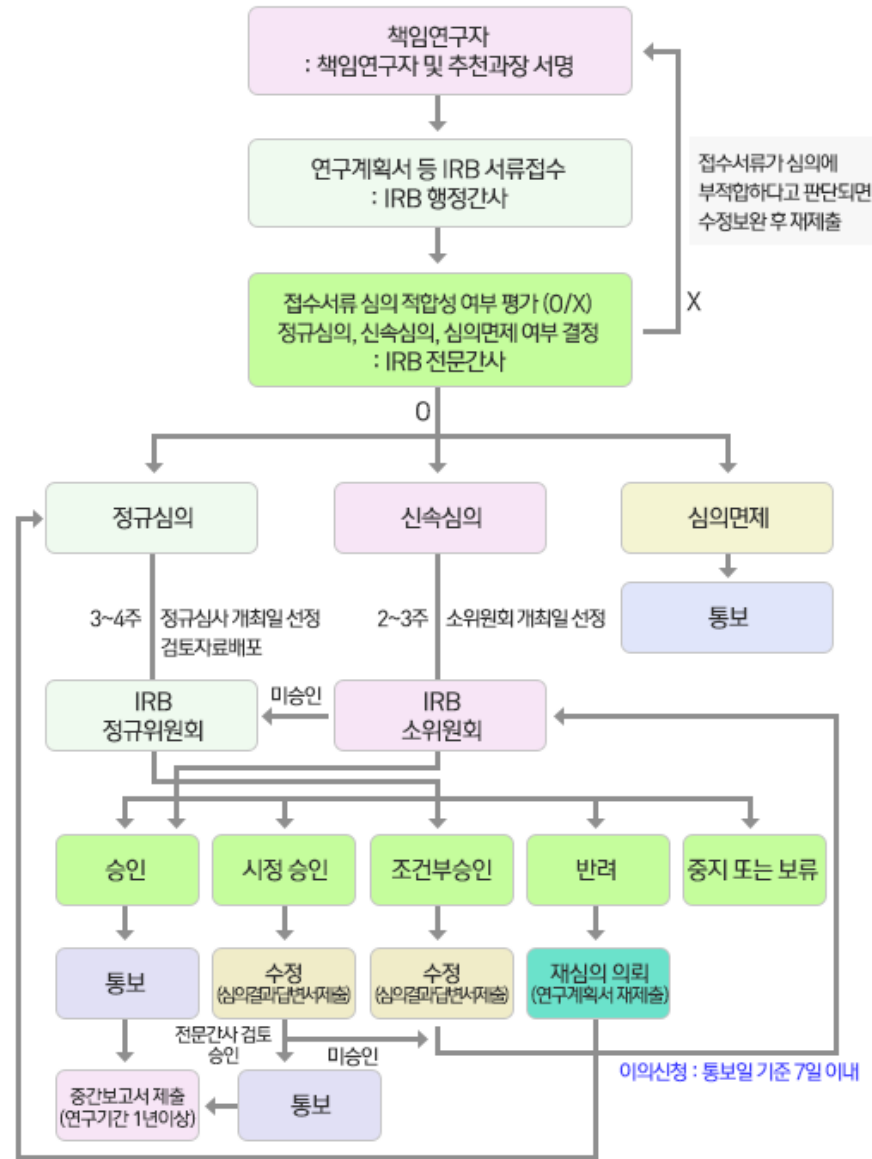 책임연구자
: 책임연구자 및 추천과장 서명
연구계획서 등 IRB 서류접수
: IRB 행정간사
접수서류가 심의에
부적합하다고 판단되면
수정보완 후 재제출
접수서류 심의 적합성 여부 평가 (O/X)
정규심의, 신속심의, 심의면제 여부 결정
: IRB 전문간사
X
O
정규심의
신속심의
심의면제
3~4주
정규심사 개최일 선정
검토자료배포
2~3주
소위원회 개최일 선정
통보
IRB
정규위원회
미승인
IRB
소위원회
승인
시정 승인
조건부승인
반려
중지 또는 보류
통보
수정
(심의결과답변서제출)
수정
(심의결과답변서제출)
재심의 의뢰
(연구계획서 재제출)
전문간사 검토
승인
미승인
이의신청 : 통보일 기준 7일 이내
중간보고서 제출
(연구기간 1년이상)
통보